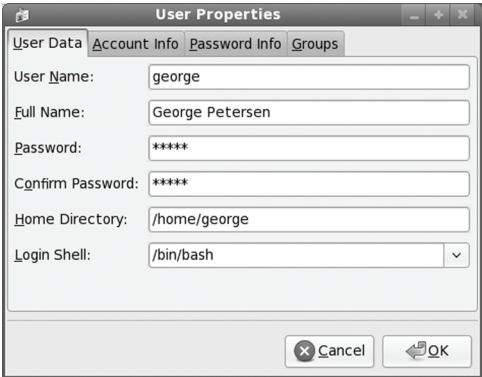 User Properties
User Data Account Info Password Info Groups
User Name: george
Full Name: George Petersen
Password: *****
Confirm Password: *****
Home Directory: /home/george
Login Shell: /bin/bash
Cancel OK